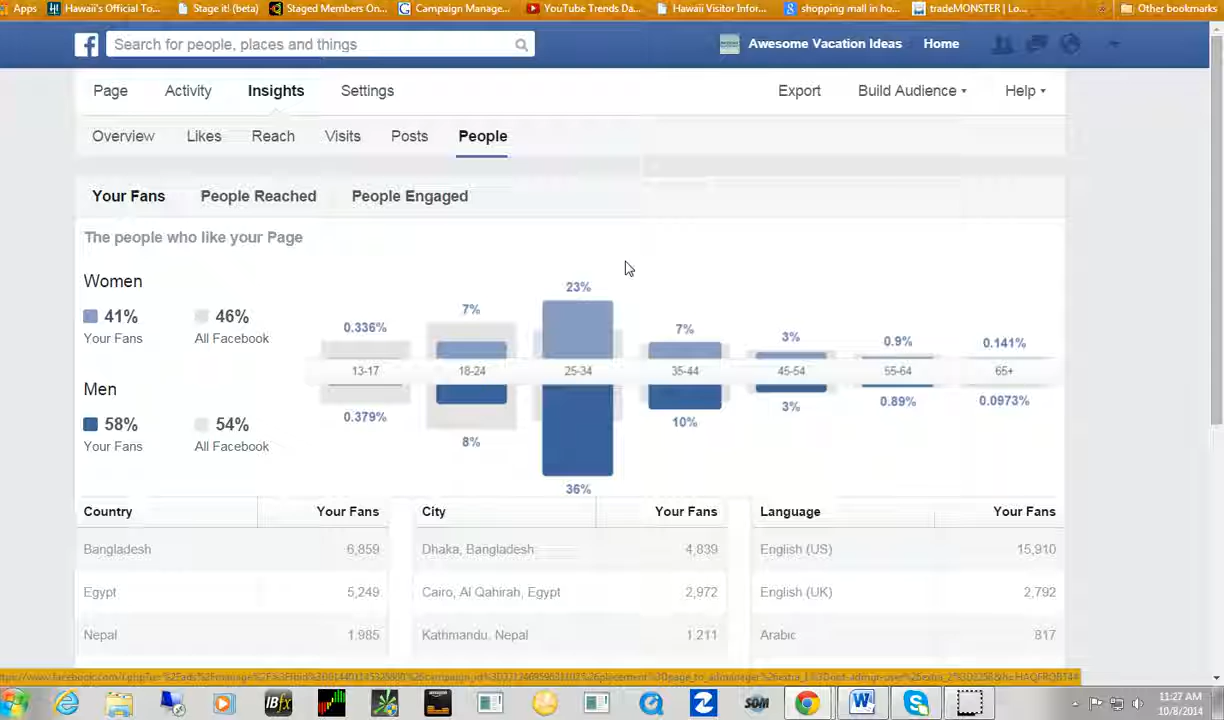 Apps Hawaii's Official To... Stage it! (beta) Staged Members On... Campaign Manage... YouTube Trends Da... Hawaii Visitor Infor... shopping mall in ho... tradeMONSTER | Lo... » Other bookmarks
f Search for people, places and things Awesome Vacation Ideas Home
Page Activity Insights Settings Export Build Audience Help
Overview Likes Reach Visits Posts People
Your Fans People Reached People Engaged
The people who like your Page
Women
41% 46%
Your Fans All Facebook
Men
58% 54%
Your Fans All Facebook
0.336% 7% 23% 7% 3% 0.9% 0.141%
13-17 18-24 25-34 35-44 45-54 55-64 65+
0.379% 8% 36% 10% 3% 0.89% 0.0973%
Country Your Fans City Your Fans Language Your Fans
Bangladesh 6,859 Dhaka, Bangladesh 4,839 English (US) 15,910
Egypt 5,249 Cairo, Al Qahirah, Egypt 2,972 English (UK) 2,792
Nepal 1,985 Kathmandu, Nepal 1,211 Arabic 817
IBfx SOM W S
11:27 AM
10/8/2014